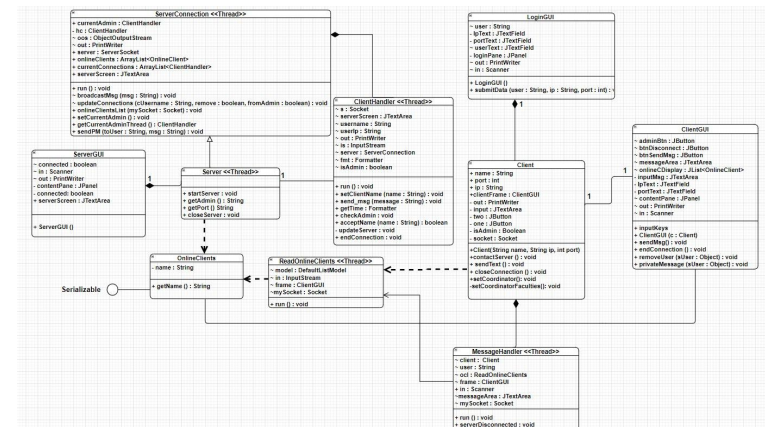 ServerConnection <<Thread>>
+ currentAdmin : ClientHandler
- hc : ClientHandler
~ oos : ObjectOutputStream
~ out : PrintWriter
+ server : ServerSocket
+ onlineClients : ArrayList<OnlineClient>
+ currentConnections : ArrayList<ClientHandler>
+ serverScreen : JTextArea
+ run () : void
~ broadcastMsg (msg : String) : void
~ updateConnections (cUsername : String, remove : boolean, fromAdmin : boolean) : void
~ onlineClientsList (mySocket : Socket) : void
+ setCurrentAdmin () : void
+ getCurrentAdminThread () : ClientHandler
+ sendPM (toUser : String, msg : String) : void
ClientHandler <<Thread>>
~ s : Socket
~ serverScreen : JTextArea
~ username : String
~ userIp : String
~ out : PrintWriter
~ is : InputStream
~ server : ServerConnection
~ fmt : Formatter
~ isAdmin : boolean
+ run () : void
+ setClientName (name : String) : void
+ send_msg (message : String) : void
+ getTime : Formatter
+ checkAdmin : void
+ acceptName (name : String) : boolean
- updateServer : void
+ endConnection : void
LoginGUI
~ user : String
- IpText : JTextField
- portText : JTextField
~ userText : JTextField
- loginPane : JPanel
~ out : PrintWriter
~ in : Scanner
+ LoginGUI ()
+ submitData (user : String, ip : String, port : int) :
1
ClientGUI
~ adminBtn : JButton
~ btnDisconnect : JButton
~ btnSendMsg : JButton
~ messageArea : JTextArea
~ onlineCDisplay : JList<OnlineClient>
- inputMsg : JTextArea
- IpText : JTextField
- portText : JTextField
~ contentPane : JPanel
~ out : PrintWriter
~ in : Scanner
+ inputKeys
+ ClientGUI (c : Client)
+ sendMsg() : void
- endConnection () : void
+ removeUser (sUser : Object) : void
+ privateMessage (sUser : Object) : void
1
1
Client
+ name : String
+ port : int
+ ip : String
+clientFrame : ClientGUI
- out : PrintWriter
~ input : JTextArea
~ two : JButton
~ one : JButton
~ isAdmin : Boolean
~ socket : Socket
+Client(String name, String ip, int port)
+contactServer () : void
+ sendText () : void
+ closeConnection () : void
+setCoordinator(): void
-setCoordinatorFaculties(): void
ServerGUI
~ connected : boolean
~ in : Scanner
~ out : PrintWriter
- contentPane : JPanel
~ connected: boolean
+ serverScreen : JTextArea
+ ServerGUI ()
1
Server <<Thread>>
+ startServer : void
+ getAdmin () : String
+ getPort () String
+ closeServer : void
1
OnlineClients
- name : String
+ getName () : String
Serializable
ReadOnlineClients <<Thread>>
~ model : DefaultListModel
~ in : InputStream
~ frame : ClientGUI
~mySocket : Socket
+ run () : void
MessageHandler <<Thread>>
~ client : Client
~ user : String
~ ocl : ReadOnlineClients
~ frame : ClientGUI
+ in : Scanner
~messageArea : JTextArea
~ mySocket : Socket
+ run () : void
+ serverDisconnected : void